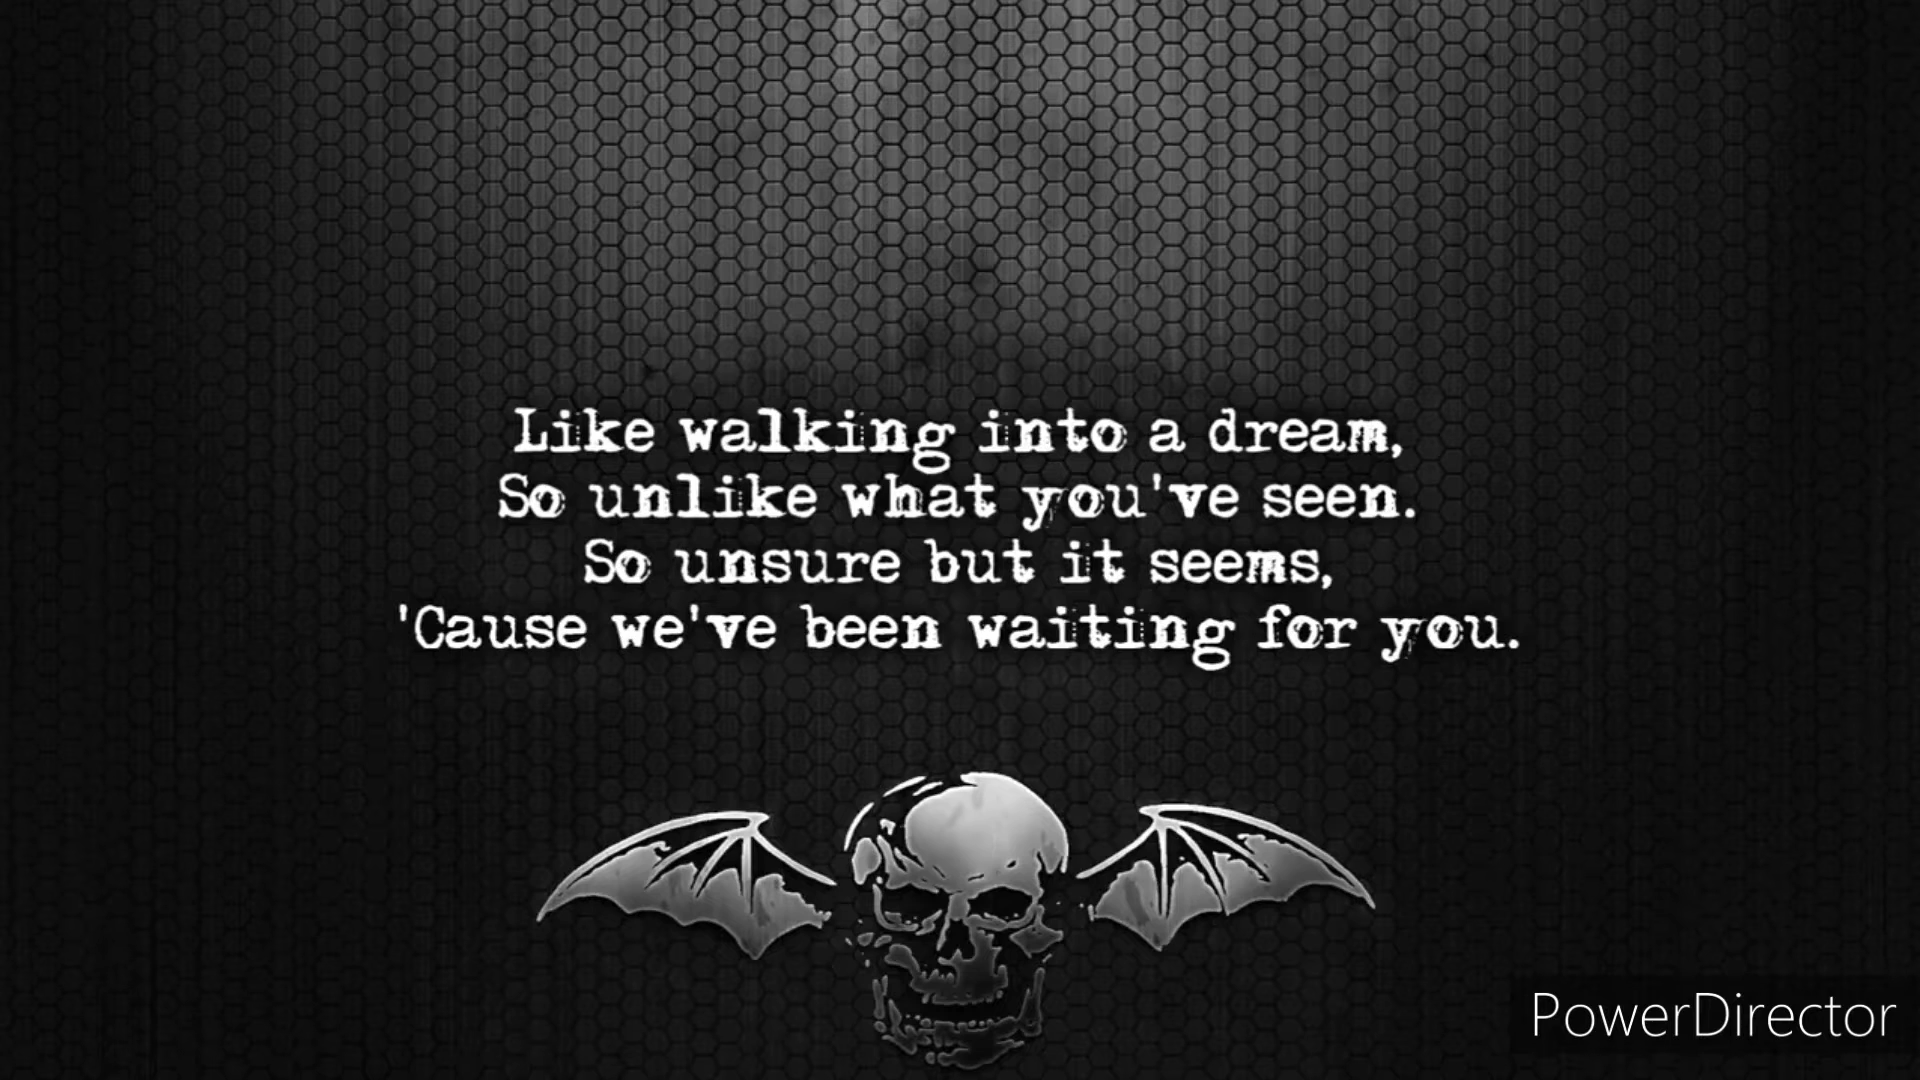 Like walking into a dream,
So unlike what you've seen.
So unsure but it seems,
'Cause we've been waiting for you.
PowerDirector